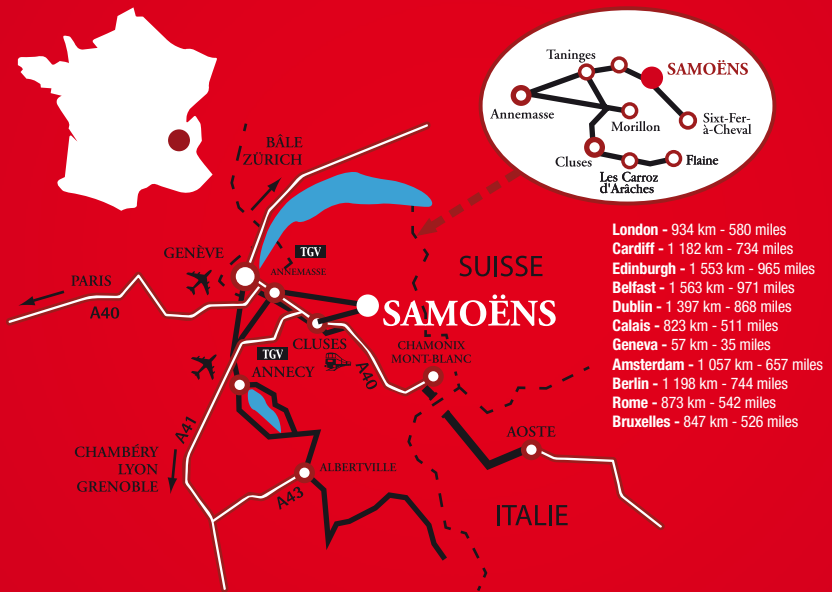 Taninges
SAMOËNS
Annemasse
Morillon
Sixt-Fer-
à-Cheval
Cluses
Flaine
Les Carroz
d'Arâches
BÂLE
ZÜRICH
GENÈVE
TGV
ANNEMASSE
SUISSE
PARIS
A40
SAMOËNS
CLUSES
CHAMONIX
MONT-BLANC
TGV
ANNECY
A40
A41
AOSTE
CHAMBÉRY
LYON
GRENOBLE
ALBERTVILLE
A43
ITALIE
London - 934 km - 580 miles
Cardiff - 1 182 km - 734 miles
Edinburgh - 1 553 km - 965 miles
Belfast - 1 563 km - 971 miles
Dublin - 1 397 km - 868 miles
Calais - 823 km - 511 miles
Geneva - 57 km - 35 miles
Amsterdam - 1 057 km - 657 miles
Berlin - 1 198 km - 744 miles
Rome - 873 km - 542 miles
Bruxelles - 847 km - 526 miles